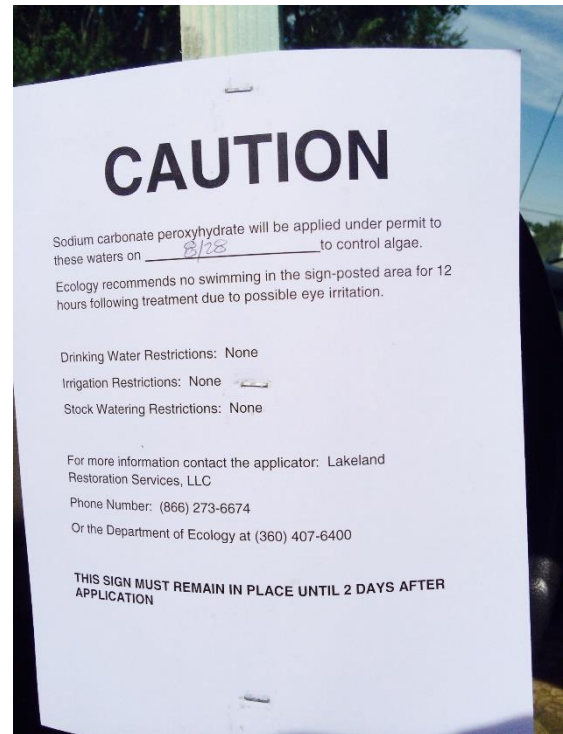 CAUTION
Sodium carbonate peroxyhydrate will be applied under permit to
these waters on 8/28 to control algae.
Ecology recommends no swimming in the sign-posted area for 12
hours following treatment due to possible eye irritation.
Drinking Water Restrictions: None
Irrigation Restrictions: None
Stock Watering Restrictions: None
For more information contact the applicator: Lakeland
Restoration Services, LLC
Phone Number: (866) 273-6674
Or the Department of Ecology at (360) 407-6400
THIS SIGN MUST REMAIN IN PLACE UNTIL 2 DAYS AFTER
APPLICATION